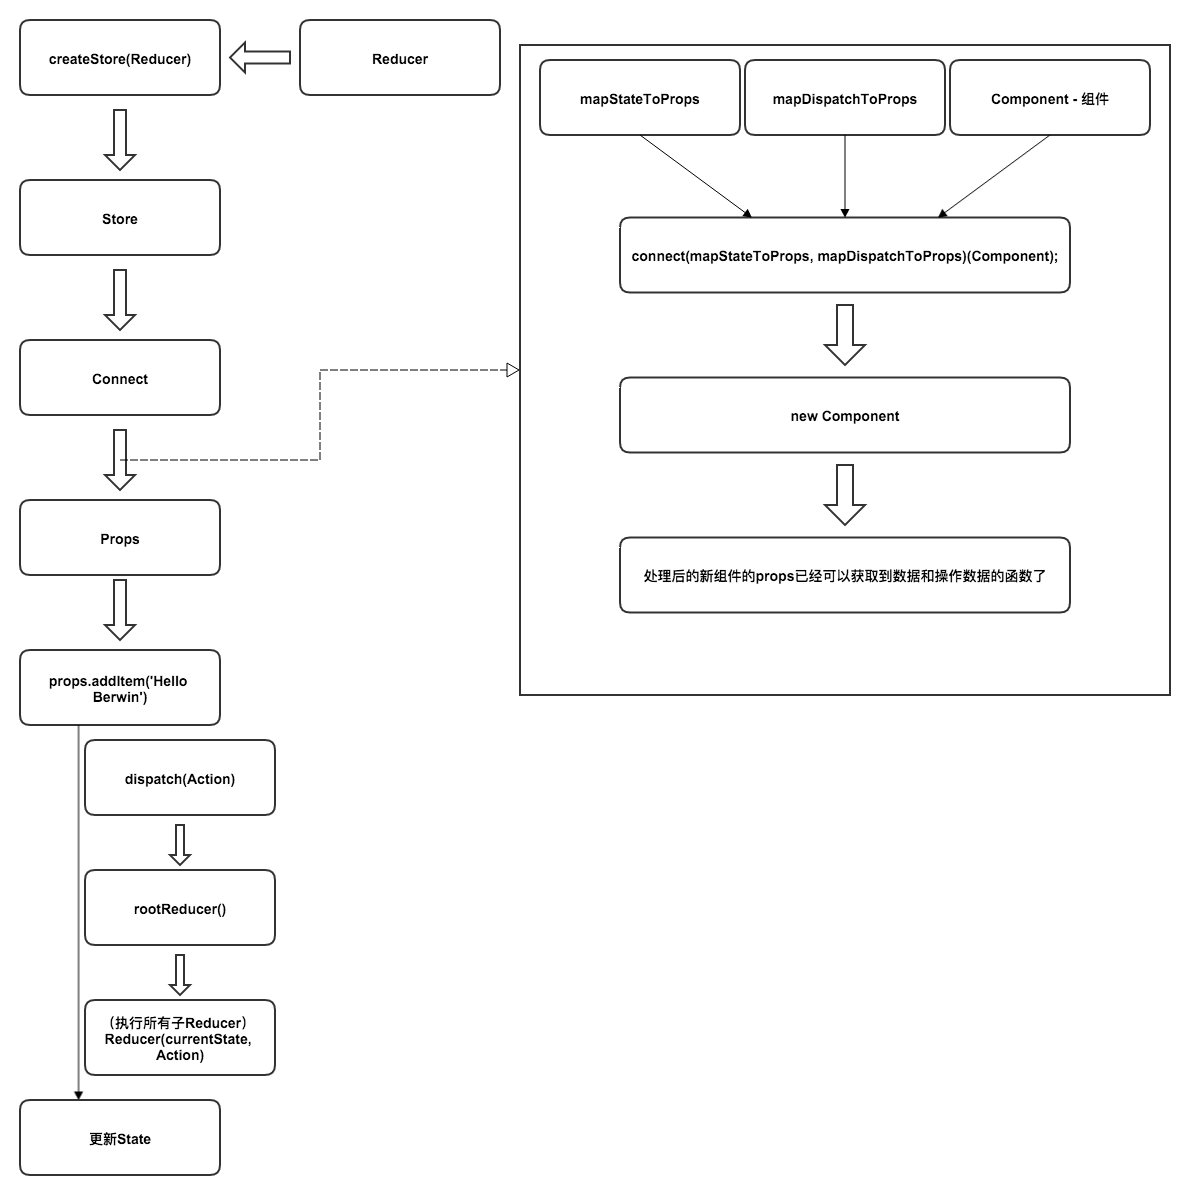 createStore(Reducer)
Reducer
Store
Connect
Props
props.addItem('Hello
Berwin')
dispatch(Action)
rootReducer()
（执行所有子Reducer）
Reducer(currentState,
Action)
更新State
mapStateToProps
mapDispatchToProps
Component - 组件
connect(mapStateToProps, mapDispatchToProps)(Component);
new Component
处理后的新组件的props已经可以获取到数据和操作数据的函数了